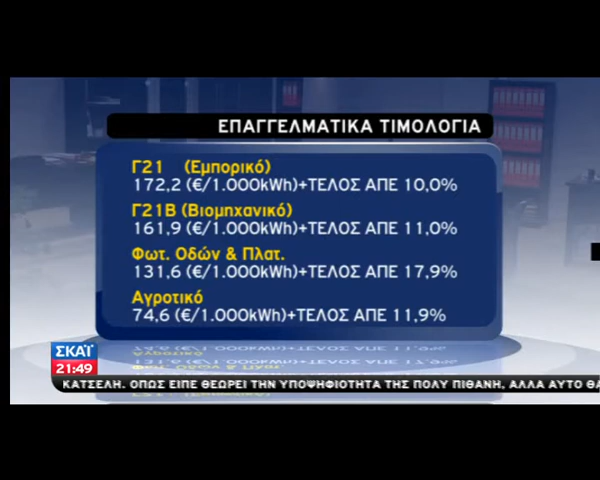 ΕΠΑΓΓΕΛΜΑΤΙΚΑ ΤΙΜΟΛΟΓΙΑ
Γ21 (Εμπορικό)
172,2 (€/1.000kWh)+ΤΕΛΟΣ ΑΠΕ 10,0%
Γ21Β (Βιομηχανικό)
161,9 (€/1.000kWh)+ΤΕΛΟΣ ΑΠΕ 11,0%
Φωτ. Οδών & Πλατ.
131,6 (€/1.000kWh)+ΤΕΛΟΣ ΑΠΕ 17,9%
Αγροτικό
74,6 (€/1.000kWh)+ΤΕΛΟΣ ΑΠΕ 11,9%
ΣΚΑΪ
21:49
ΚΑΤΣΕΛΗ. ΟΠΩΣ ΕΙΠΕ ΘΕΩΡΕΙ ΤΗΝ ΥΠΟΨΗΦΙΟΤΗΤΑ ΤΗΣ ΠΟΛΥ ΠΙΘΑΝΗ, ΑΛΛΑ ΑΥΤΟ ΘΑ